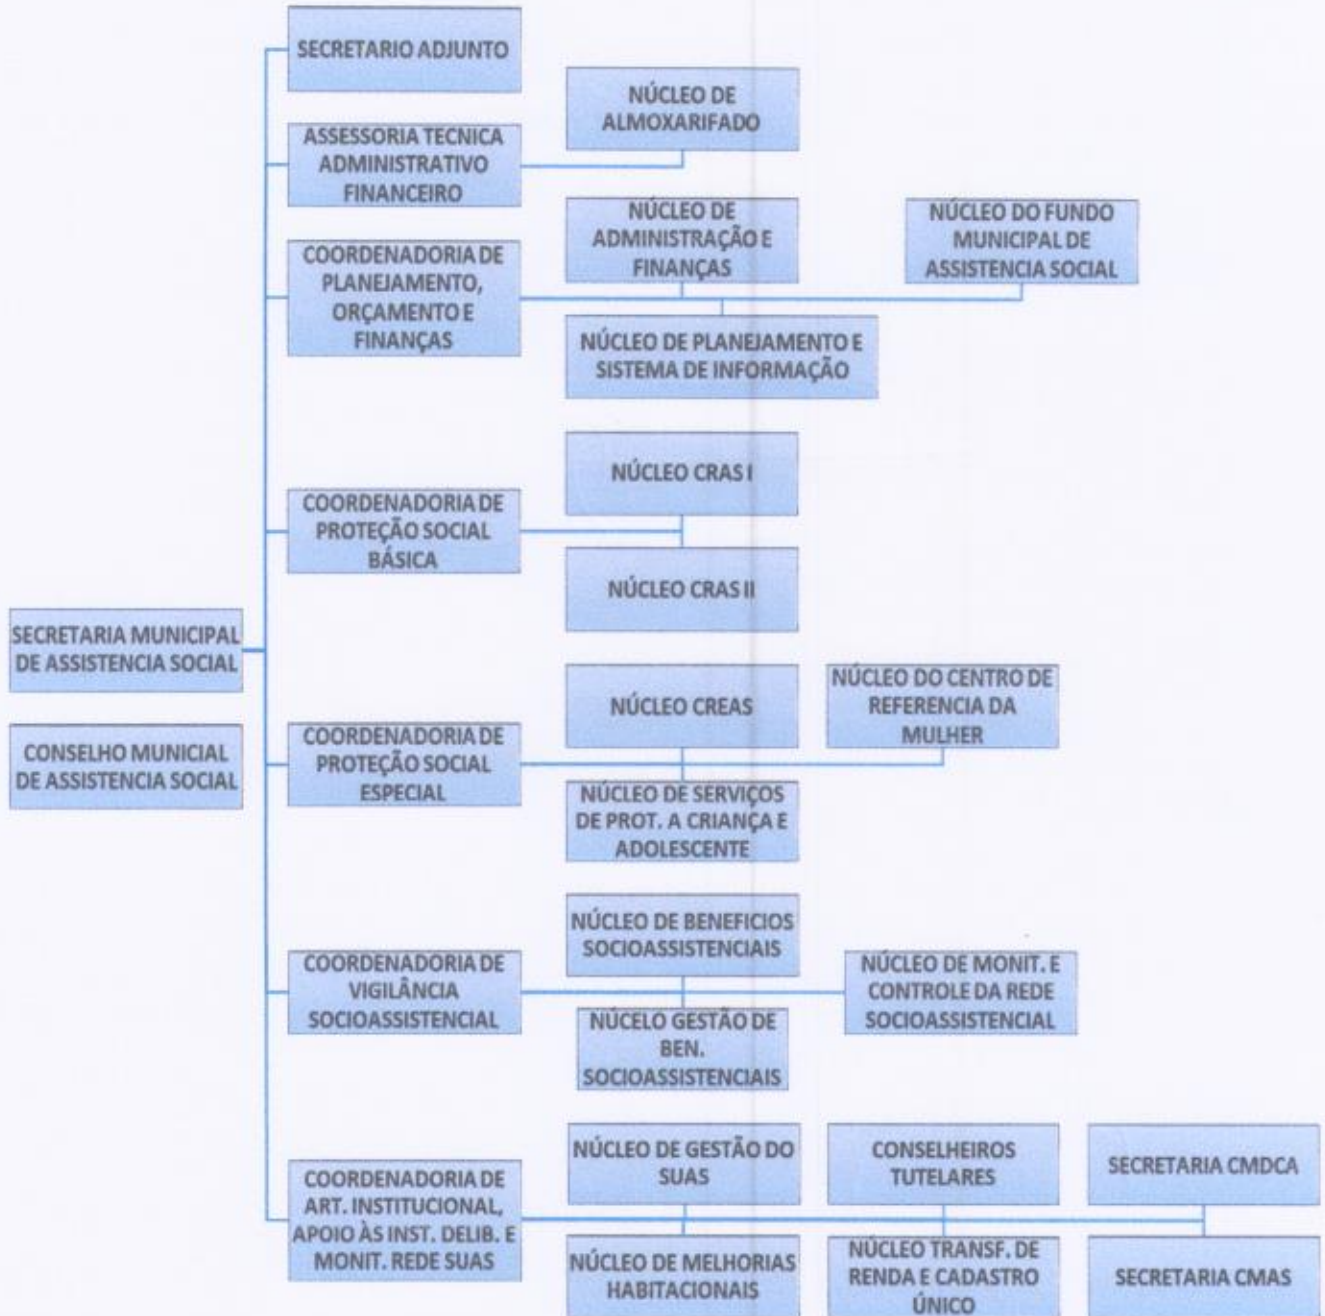 SECRETARIO ADJUNTO
NÚCLEO DE
ALMOXARIFADO
ASSESSORIA TECNICA
ADMINISTRATIVO
FINANCEIRO
NÚCLEO DE
ADMINISTRAÇÃO E
FINANÇAS
NÚCLEO DO FUNDO
MUNICIPAL DE
ASSISTENCIA SOCIAL
COORDENADORIA DE
PLANEJAMENTO,
ORÇAMENTO E
FINANÇAS
NÚCLEO DE PLANEJAMENTO E
SISTEMA DE INFORMAÇÃO
NÚCLEO CRAS I
COORDENADORIA DE
PROTEÇÃO SOCIAL
BÁSICA
NÚCLEO CRAS II
SECRETARIA MUNICIPAL
DE ASSISTENCIA SOCIAL
CONSELHO MUNICIAL
DE ASSISTENCIA SOCIAL
NÚCLEO CREAS
NÚCLEO DO CENTRO DE
REFERENCIA DA
MULHER
COORDENADORIA DE
PROTEÇÃO SOCIAL
ESPECIAL
NÚCLEO DE SERVIÇOS
DE PROT. A CRIANÇA E
ADOLESCENTE
NÚCLEO DE BENEFICIOS
SOCIOASSISTENCIAIS
COORDENADORIA DE
VIGILÂNCIA
SOCIOASSISTENCIAL
NÚCLEO DE MONIT. E
CONTROLE DA REDE
SOCIOASSISTENCIAL
NÚCELO GESTÃO DE
BEN.
SOCIOASSISTENCIAIS
NÚCLEO DE GESTÃO DO
SUAS
CONSELHEIROS
TUTELARES
SECRETARIA CMDCA
COORDENADORIA DE
ART. INSTITUCIONAL,
APOIO ÀS INST. DELIB. E
MONIT. REDE SUAS
NÚCLEO DE MELHORIAS
HABITACIONAIS
NÚCLEO TRANSF. DE
RENDA E CADASTRO
ÚNICO
SECRETARIA CMAS